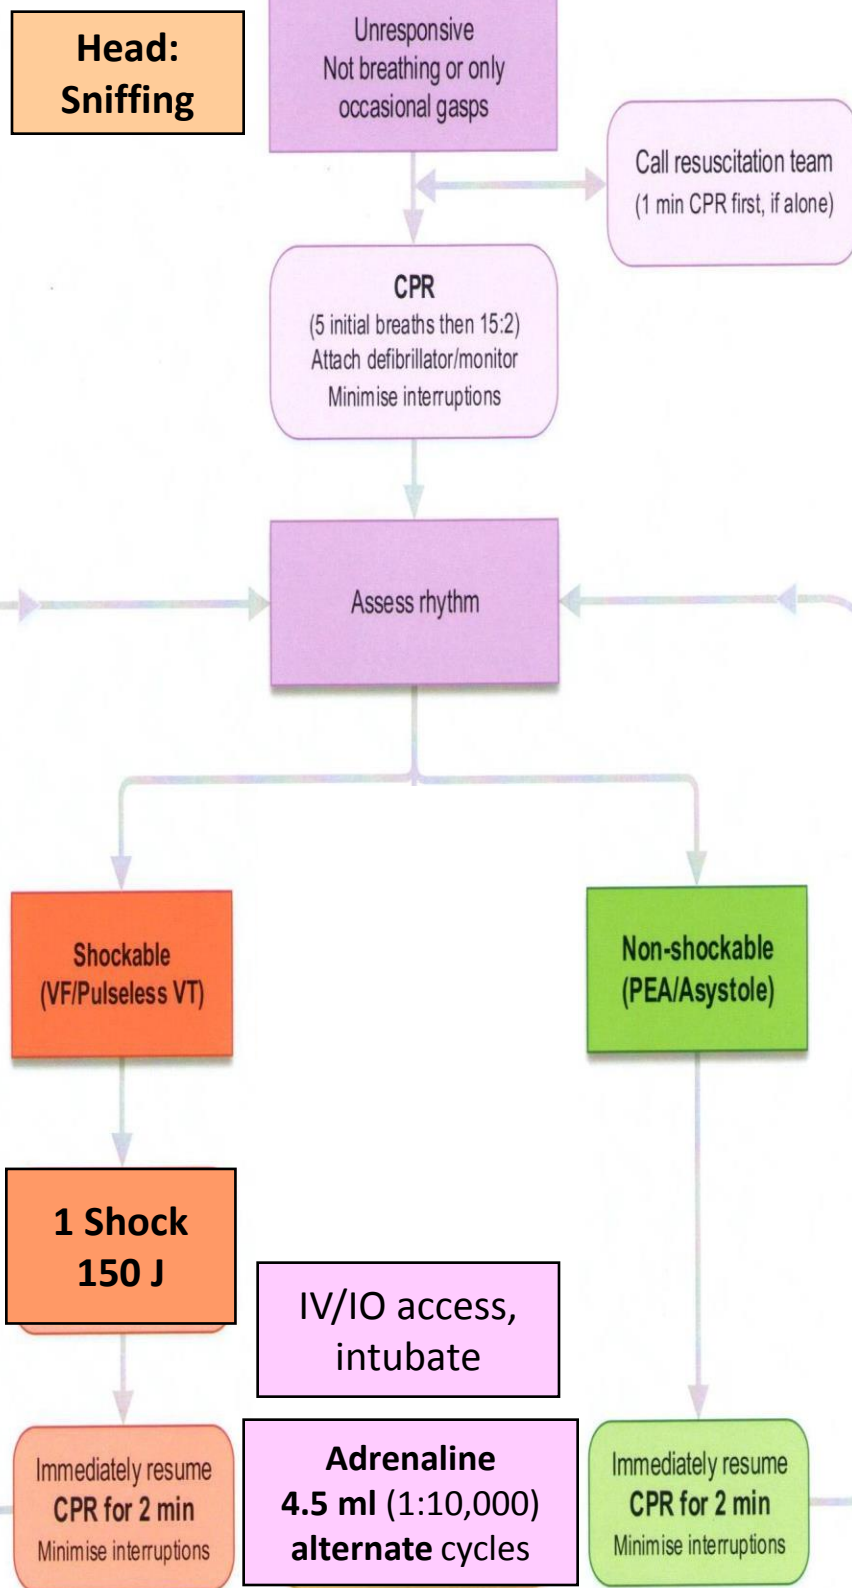 Head:
Sniffing
Unresponsive
Not breathing or only
occasional gasps
Call resuscitation team
(1 min CPR first, if alone)
CPR
(5 initial breaths then 15:2)
Attach defibrillator/monitor
Minimise interruptions
Assess rhythm
Shockable
(VF/Pulseless VT)
Non-shockable
(PEA/Asystole)
1 Shock
150 J
IV/IO access,
intubate
Immediately resume
CPR for 2 min
Minimise interruptions
Adrenaline
4.5 ml (1:10,000)
alternate cycles
Immediately resume
CPR for 2 min
Minimise interruptions